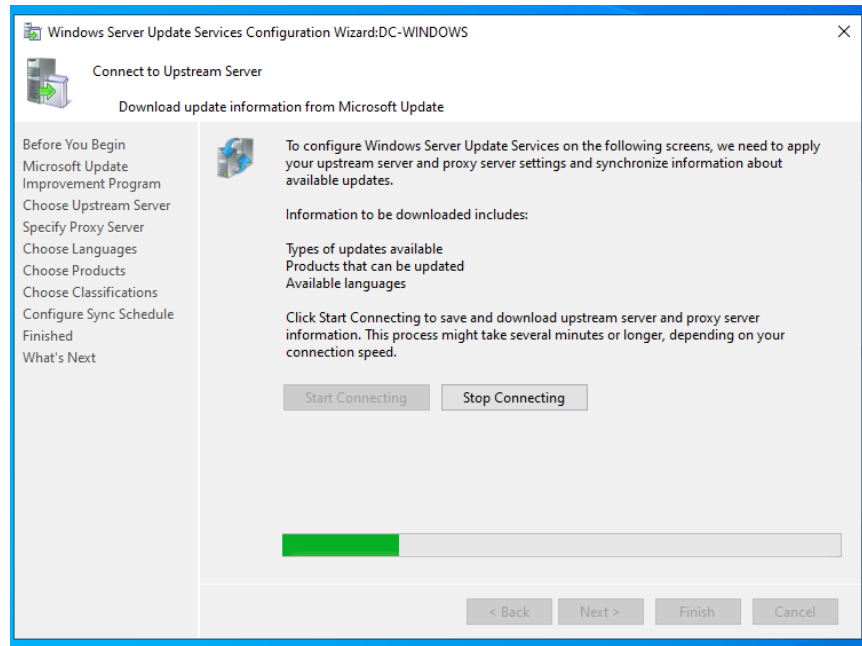 Windows Server Update Services Configuration Wizard:DC-WINDOWS
Connect to Upstream Server
Download update information from Microsoft Update
Before You Begin
Microsoft Update
Improvement Program
Choose Upstream Server
Specify Proxy Server
Choose Languages
Choose Products
Choose Classifications
Configure Sync Schedule
Finished
What's Next
To configure Windows Server Update Services on the following screens, we need to apply
your upstream server and proxy server settings and synchronize information about
available updates.
Information to be downloaded includes:
Types of updates available
Products that can be updated
Available languages
Click Start Connecting to save and download upstream server and proxy server
information. This process might take several minutes or longer, depending on your
connection speed.
Start Connecting Stop Connecting
< Back Next > Finish Cancel